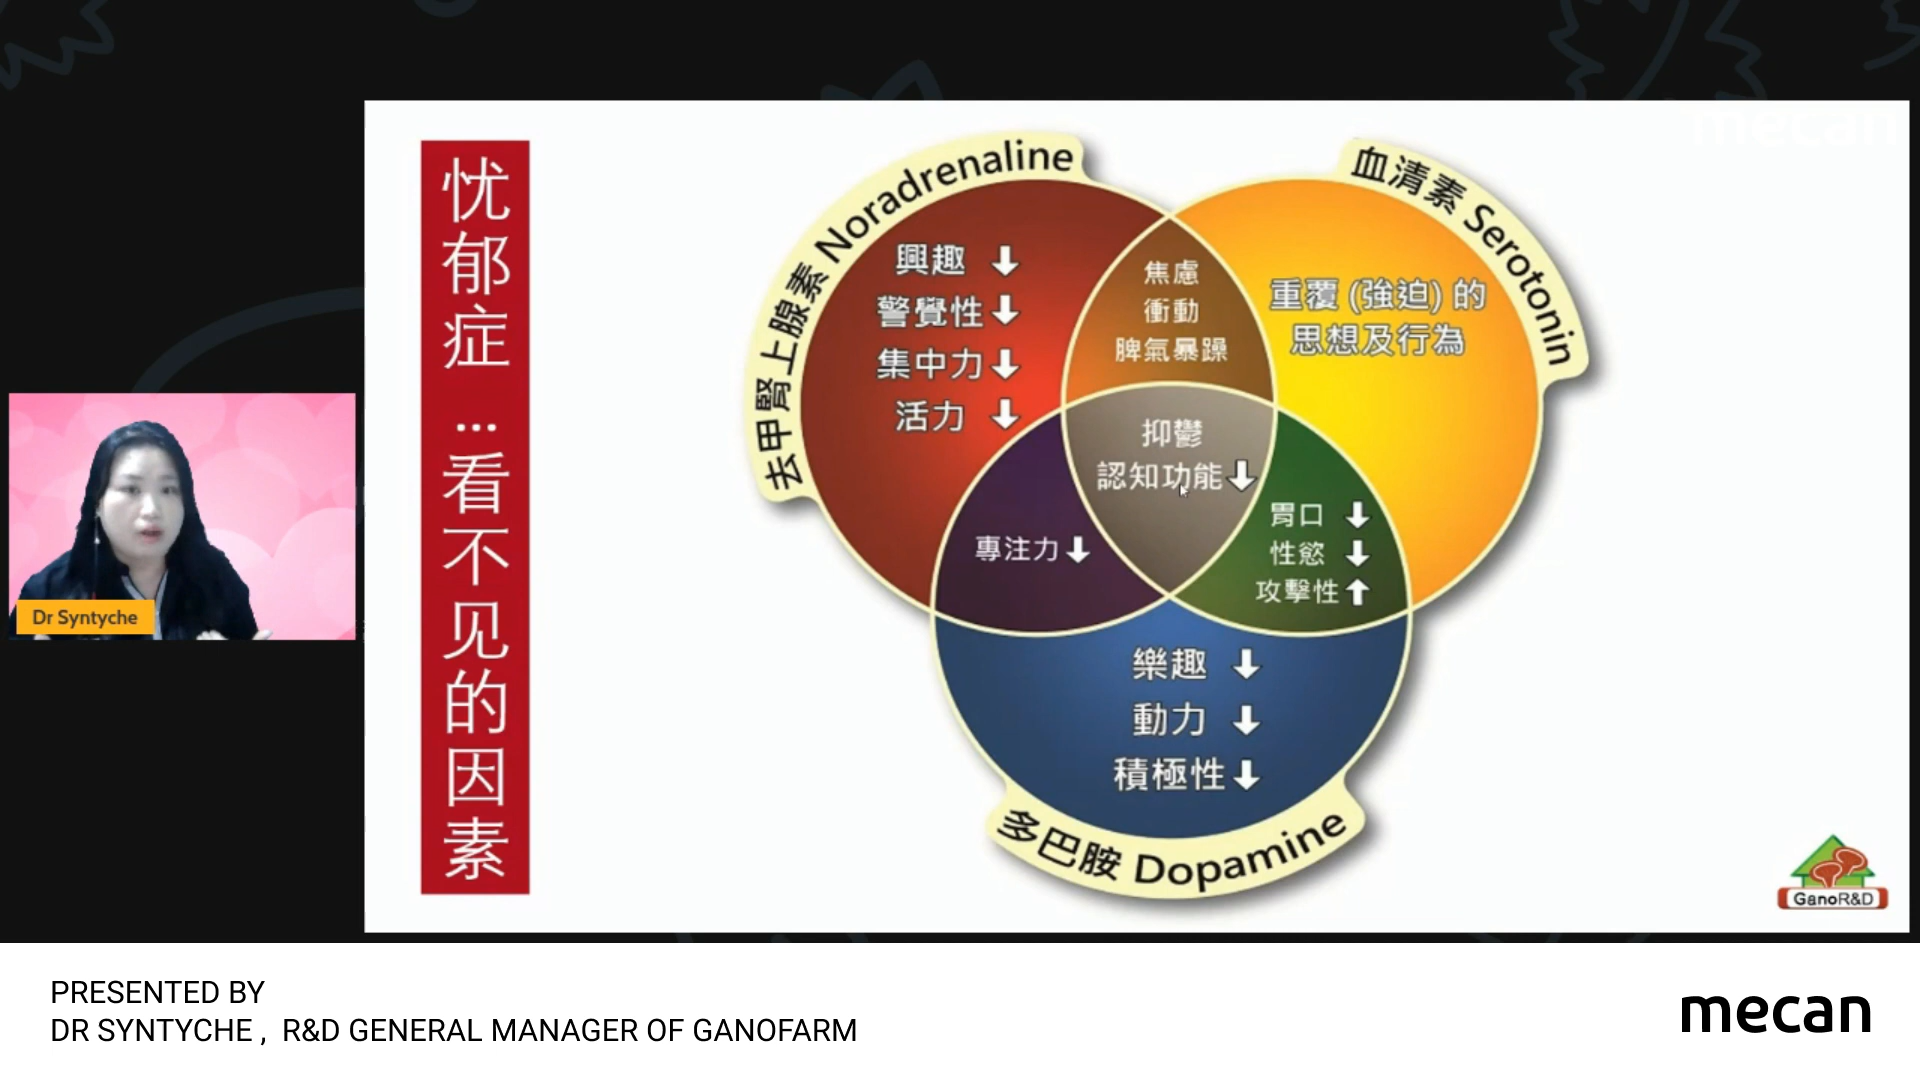 mecan
忧郁症…看不见的因素
去甲腎上腺素 Noradrenaline
血清素 Serotonin
興趣 ⬇
警覺性 ⬇
集中力 ⬇
活力 ⬇
焦慮
衝動
脾氣暴躁
重覆 (強迫) 的
思想及行為
抑鬱
認知功能 ⬇
專注力 ⬇
胃口 ⬇
性慾 ⬇
攻擊性 ⬆
樂趣 ⬇
動力 ⬇
積極性 ⬇
多巴胺 Dopamine
Dr Syntyche
GanoR&D
PRESENTED BY
DR SYNTYCHE , R&D GENERAL MANAGER OF GANOFARM
mecan